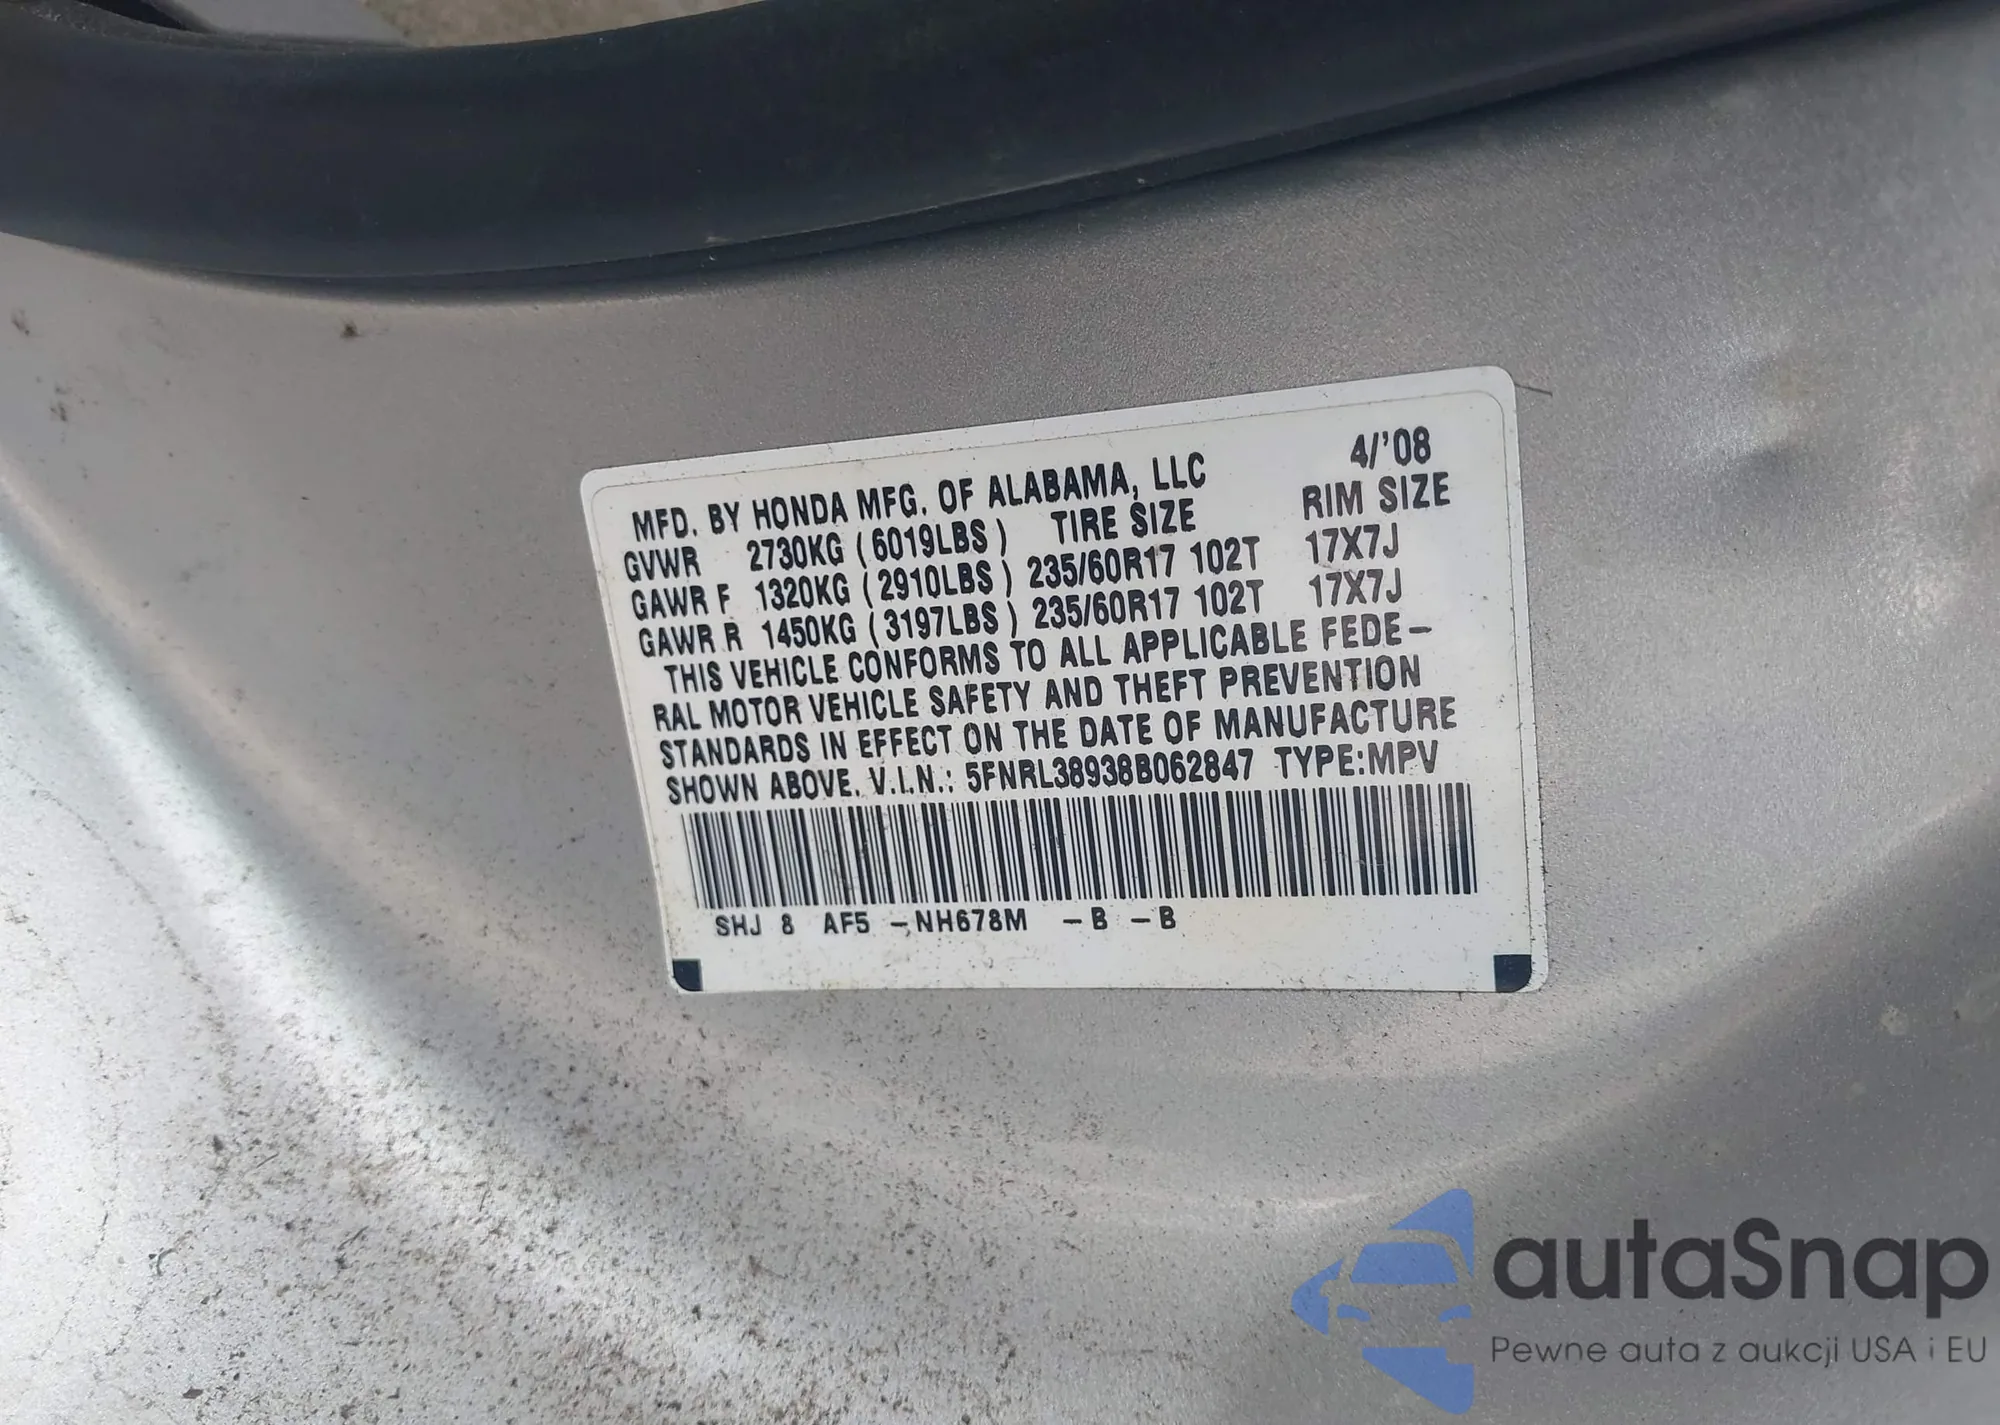 MFD. BY HONDA MFG. OF ALABAMA, LLC 4/'08
GVWR 2730KG (6019LBS) TIRE SIZE RIM SIZE
GAWR F 1320KG (2910LBS) 235/60R17 102T 17X7J
GAWR R 1450KG (3197LBS) 235/60R17 102T 17X7J
THIS VEHICLE CONFORMS TO ALL APPLICABLE FEDE-
RAL MOTOR VEHICLE SAFETY AND THEFT PREVENTION
STANDARDS IN EFFECT ON THE DATE OF MANUFACTURE
SHOWN ABOVE. V.I.N.: 5FNRL38938B062847 TYPE:MPV
SHJ 8 AF5 -NH678M -B -B
autaSnap
Pewne auta z aukcji USA i EU